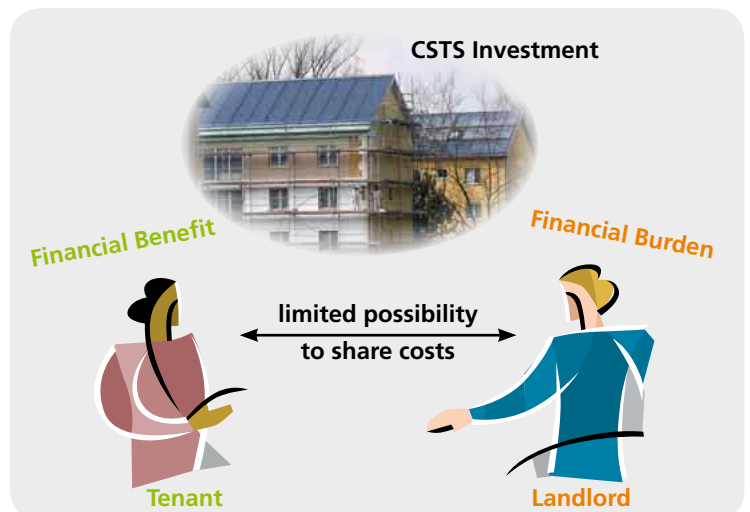 CSTS Investment
Financial Benefit
Financial Burden
limited possibility
to share costs
Tenant
Landlord